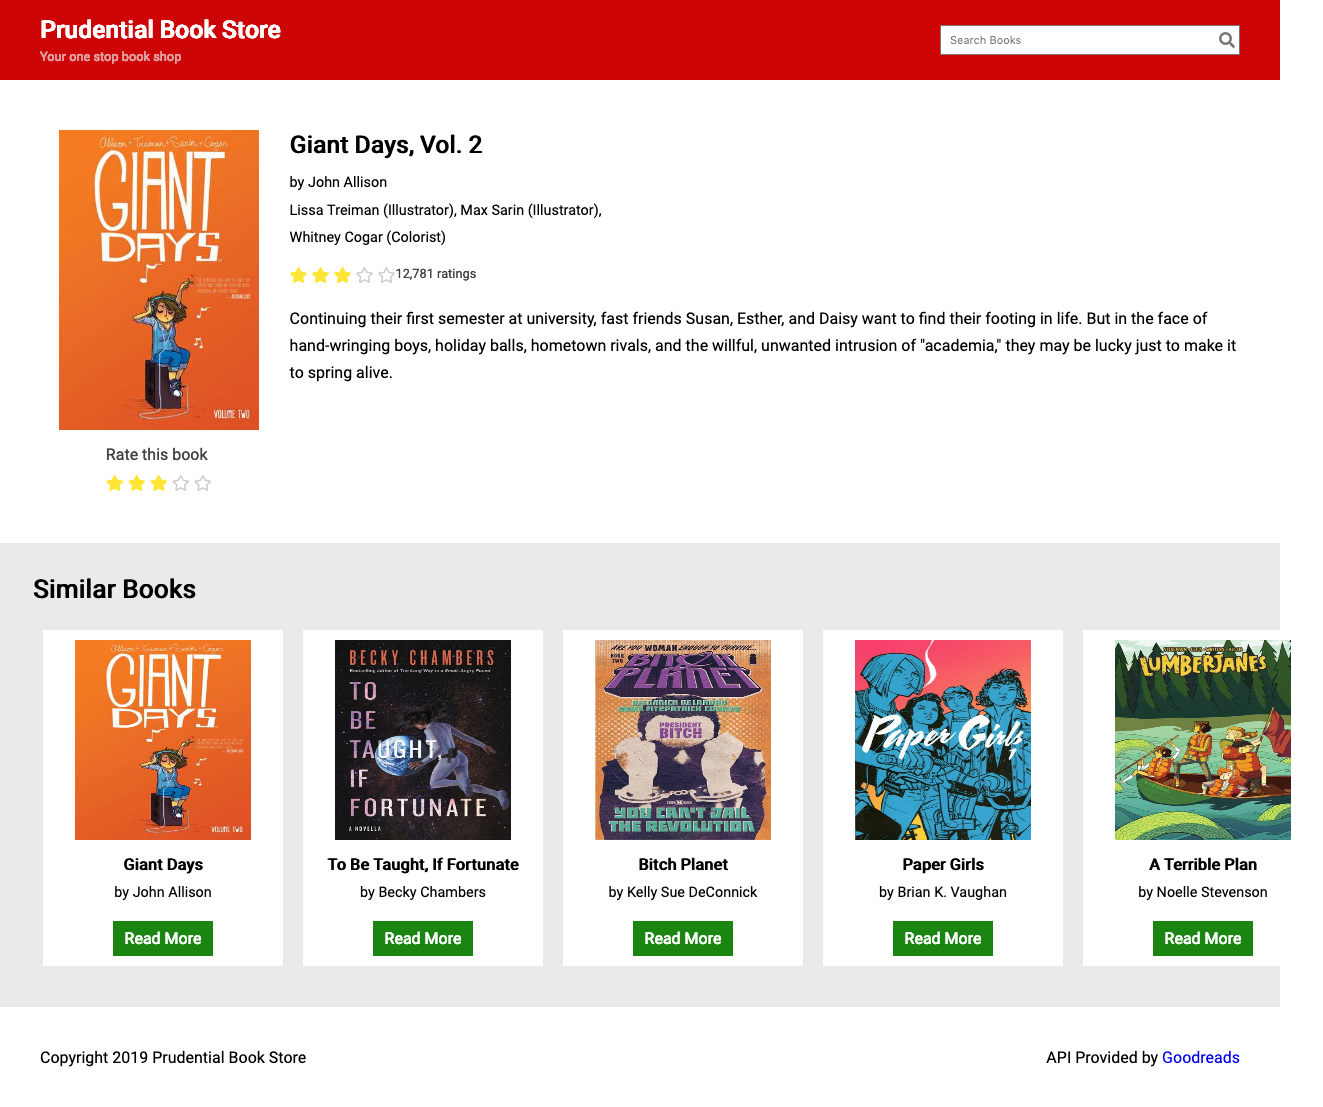 Prudential Book Store
Your one stop book shop
Search Books
Allison + Treiman + Sarin + Cogar
GIANT
DAYS
VOLUME TWO
Rate this book
Giant Days, Vol. 2
by John Allison
Lissa Treiman (Illustrator), Max Sarin (Illustrator),
Whitney Cogar (Colorist)
12,781 ratings
Continuing their first semester at university, fast friends Susan, Esther, and Daisy want to find their footing in life. But in the face of
hand-wringing boys, holiday balls, hometown rivals, and the willful, unwanted intrusion of "academia," they may be lucky just to make it
to spring alive.
Similar Books
GIANT
DAYS
VOLUME TWO
Giant Days
by John Allison
Read More
BECKY CHAMBERS
TO
BE
TAUGHT,
IF
FORTUNATE
A NOVELLA
To Be Taught, If Fortunate
by Becky Chambers
Read More
ARE YOU WOMAN ENOUGH TO SURVIVE...
BOOK
TWO
BITCH
PLANET
PRESIDENT
BITCH
YOU CAN'T JAIL
THE REVOLUTION
Bitch Planet
by Kelly Sue DeConnick
Read More
Paper Girls
1
Paper Girls
by Brian K. Vaughan
Read More
LUMBERJANES
A Terrible Plan
by Noelle Stevenson
Read More
Copyright 2019 Prudential Book Store
API Provided by Goodreads